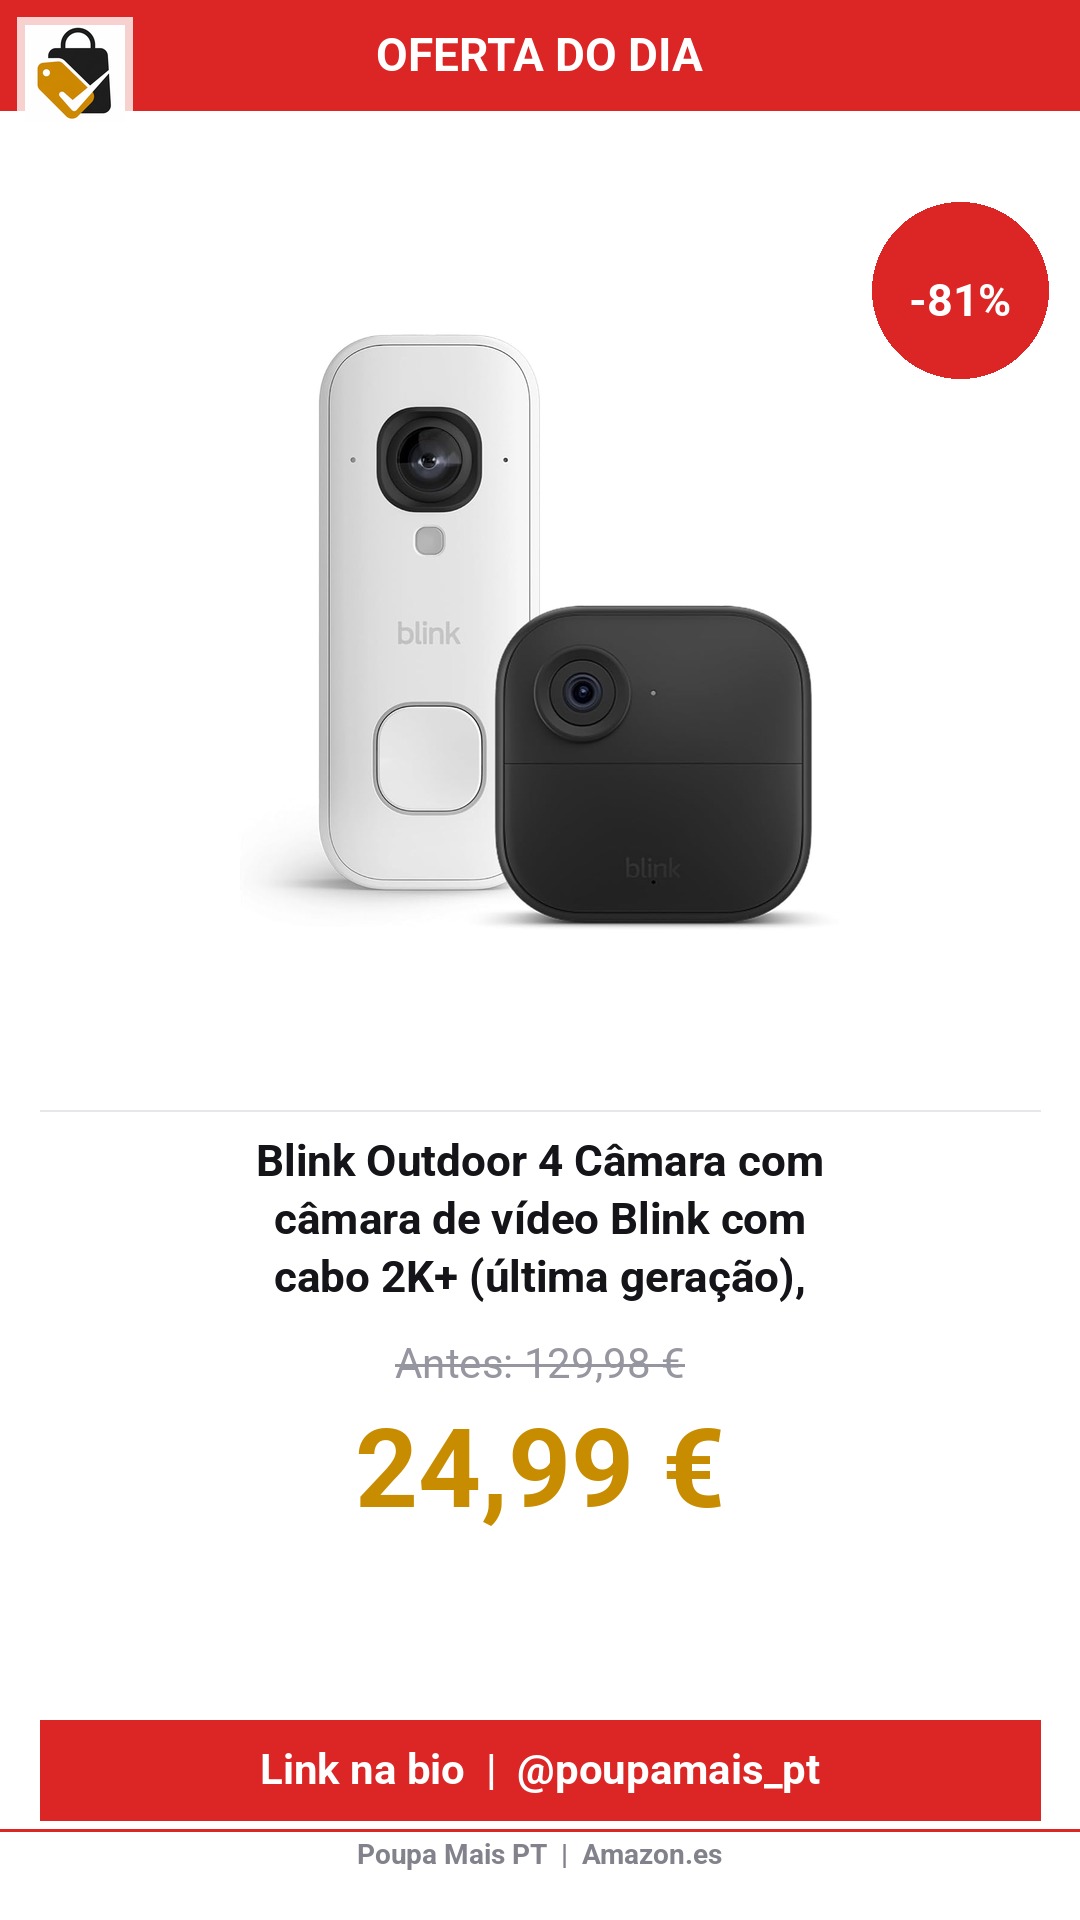 OFERTA DO DIA
-81%
blink
blink
Blink Outdoor 4 Câmara com
câmara de vídeo Blink com
cabo 2K+ (última geração),
Antes: 129,98 €
24,99 €
Link na bio | @poupamais_pt
Poupa Mais PT | Amazon.es